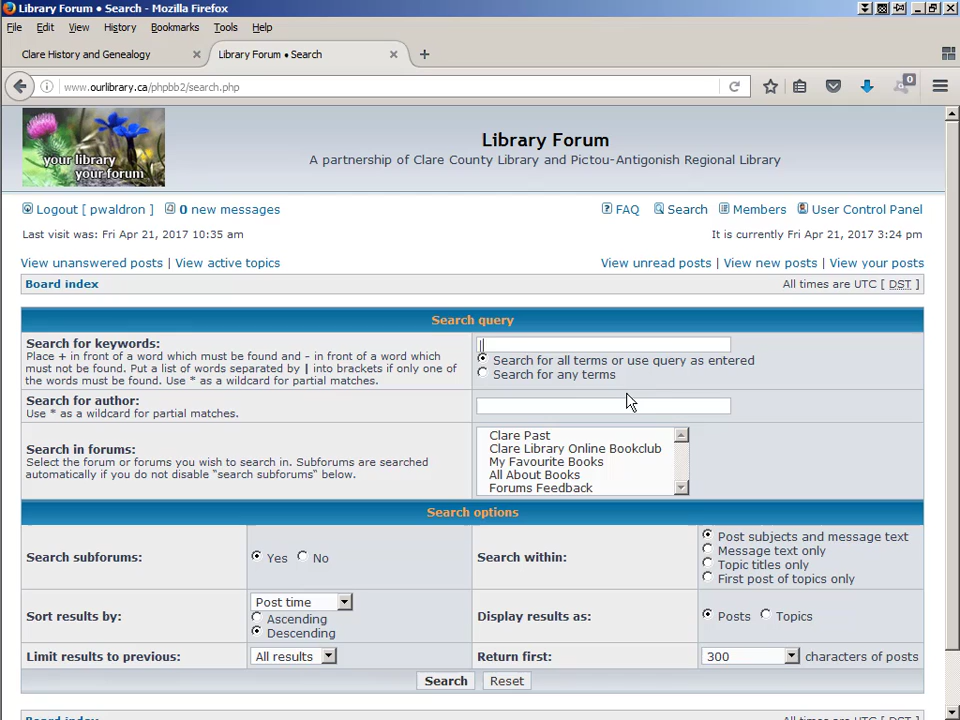 Library Forum • Search - Mozilla Firefox
File Edit View History Bookmarks Tools Help
Clare History and Genealogy
Library Forum • Search
www.ourlibrary.ca/phpbb2/search.php
0
your library
your forum
Library Forum
A partnership of Clare County Library and Pictou-Antigonish Regional Library
Logout [ pwaldron ] 0 new messages
FAQ Search Members User Control Panel
Last visit was: Fri Apr 21, 2017 10:35 am
It is currently Fri Apr 21, 2017 3:24 pm
View unanswered posts | View active topics
View unread posts | View new posts | View your posts
Board index
All times are UTC [ DST ]
Search query
Search for keywords:
Place + in front of a word which must be found and - in front of a word which
must not be found. Put a list of words separated by | into brackets if only one of
the words must be found. Use * as a wildcard for partial matches.
Search for all terms or use query as entered
Search for any terms
Search for author:
Use * as a wildcard for partial matches.
Search in forums:
Select the forum or forums you wish to search in. Subforums are searched
automatically if you do not disable "search subforums" below.
Clare Past
Clare Library Online Bookclub
My Favourite Books
All About Books
Forums Feedback
Search options
Search subforums:
Yes No
Search within:
Post subjects and message text
Message text only
Topic titles only
First post of topics only
Sort results by:
Post time
Ascending
Descending
Display results as:
Posts Topics
Limit results to previous:
All results
Return first:
300 characters of posts
Search Reset
Board index
All times are UTC [ DST ]